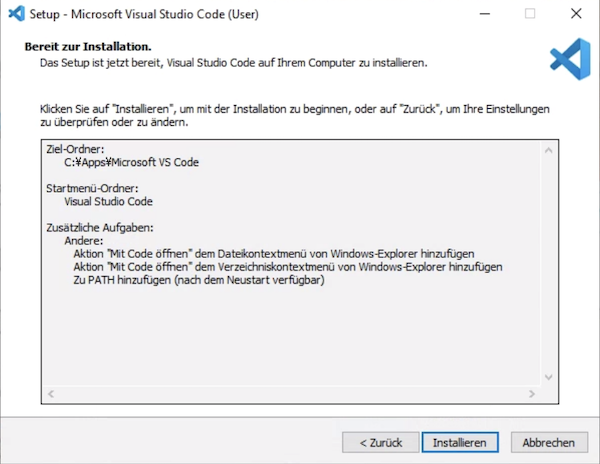 Setup - Microsoft Visual Studio Code (User)
Bereit zur Installation.
Das Setup ist jetzt bereit, Visual Studio Code auf Ihrem Computer zu installieren.
Klicken Sie auf "Installieren", um mit der Installation zu beginnen, oder auf "Zurück", um Ihre Einstellungen
zu überprüfen oder zu ändern.
Ziel-Ordner:
C:¥Apps¥Microsoft VS Code
Startmenü-Ordner:
Visual Studio Code
Zusätzliche Aufgaben:
Andere:
Aktion "Mit Code öffnen" dem Dateikontextmenü von Windows-Explorer hinzufügen
Aktion "Mit Code öffnen" dem Verzeichniskontextmenü von Windows-Explorer hinzufügen
Zu PATH hinzufügen (nach dem Neustart verfügbar)
< Zurück
Installieren
Abbrechen